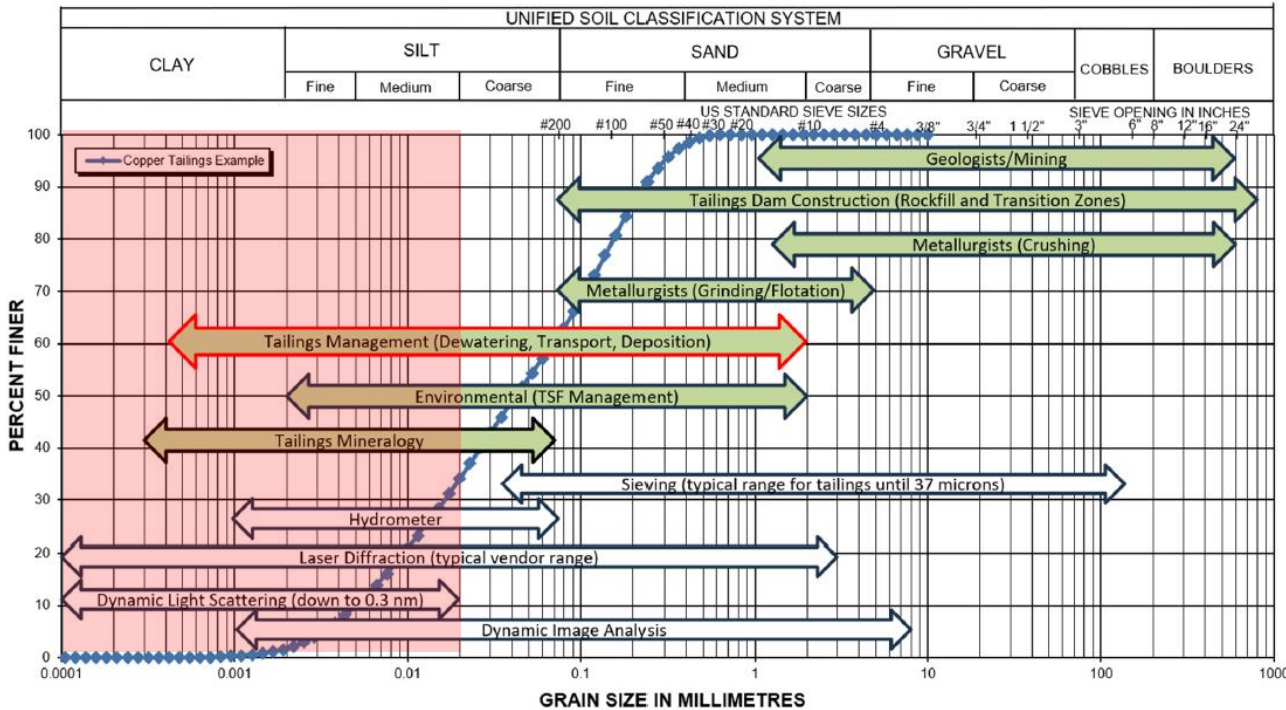 UNIFIED SOIL CLASSIFICATION SYSTEM
CLAY
SILT
SAND
GRAVEL
COBBLES
BOULDERS
Fine
Medium
Coarse
Fine
Medium
Coarse
Fine
Coarse
US STANDARD SIEVE SIZES
SIEVE OPENING IN INCHES
#200
#100
#50
#40
#30
#20
#10
#4
3/8"
3/4"
1 1/2"
3"
6"
8"
12"
16"
24"
PERCENT FINER
100
90
80
70
60
50
40
30
20
10
0
Copper Tailings Example
Geologists/Mining
Tailings Dam Construction (Rockfill and Transition Zones)
Metallurgists (Crushing)
Metallurgists (Grinding/Flotation)
Tailings Management (Dewatering, Transport, Deposition)
Environmental (TSF Management)
Tailings Mineralogy
Sieving (typical range for tailings until 37 microns)
Hydrometer
Laser Diffraction (typical vendor range)
Dynamic Light Scattering (down to 0.3 nm)
Dynamic Image Analysis
0.0001
0.001
0.01
0.1
1
10
100
1000
GRAIN SIZE IN MILLIMETRES